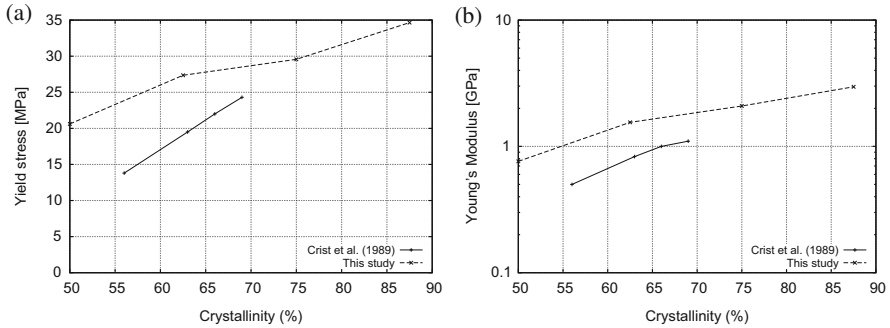 (a)
35
30
25
20
15
10
5
0
Yield stress [MPa]
50 55 60 65 70 75 80 85 90
Crystallinity (%)
Crist et al. (1989)
This study
(b)
10
1
0.1
Young's Modulus [GPa]
50 55 60 65 70 75 80 85 90
Crystallinity (%)
Crist et al. (1989)
This study